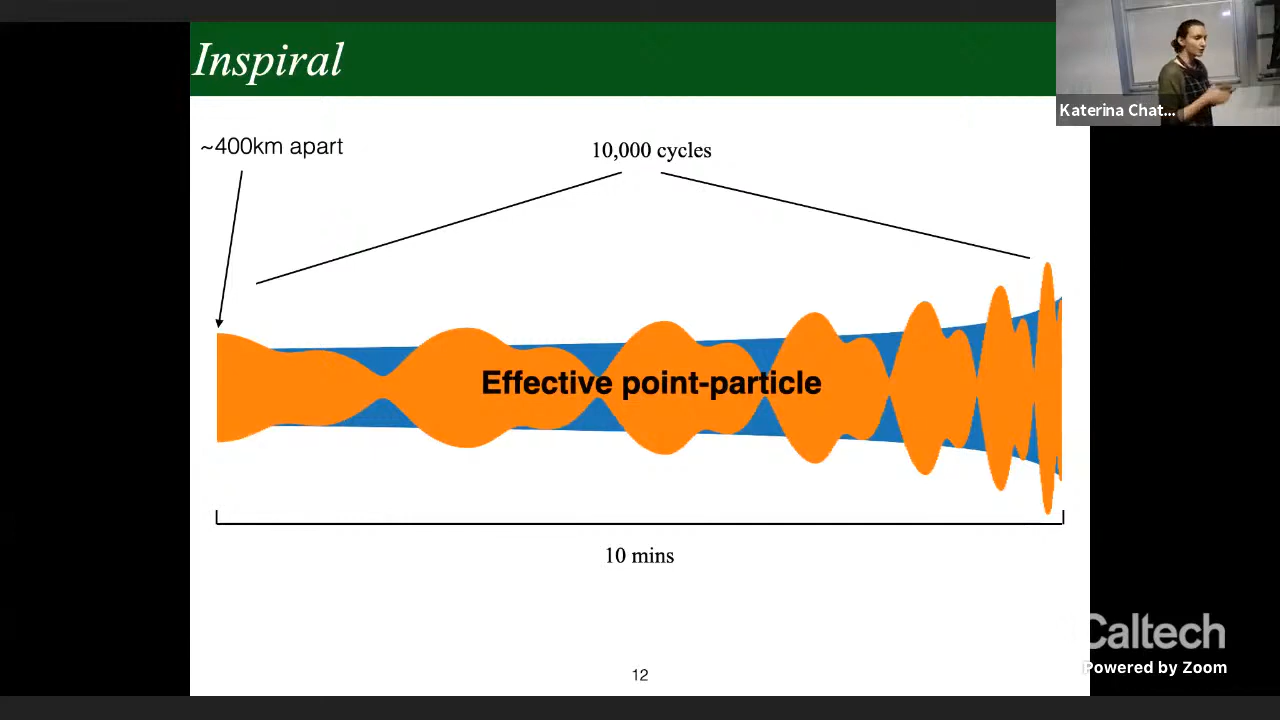 Inspiral
Katerina Chat...
~400km apart
10,000 cycles
Effective point-particle
10 mins
Caltech
Powered by Zoom
12